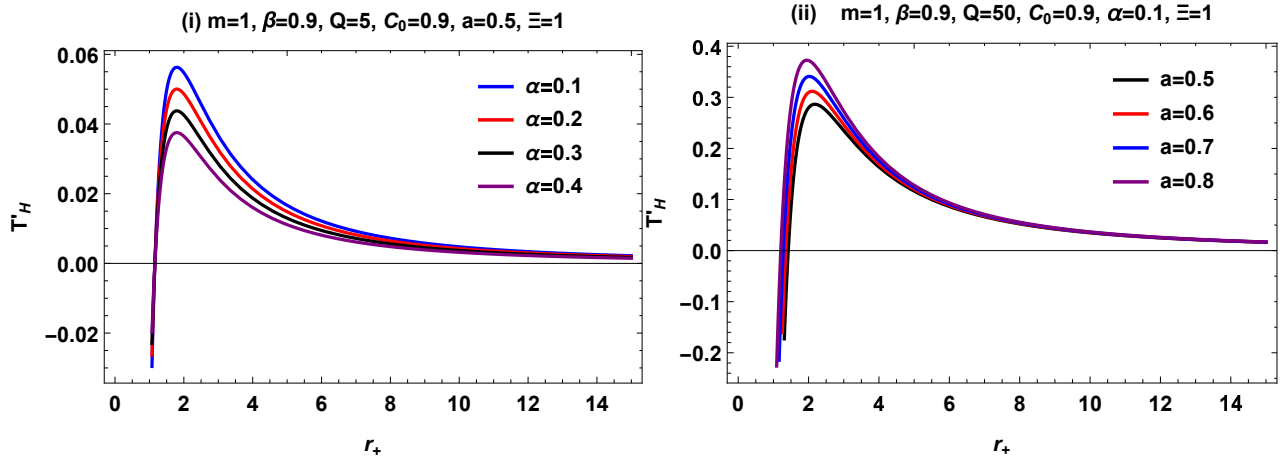 (i) m=1, β=0.9, Q=5, C₀=0.9, a=0.5, Ξ=1
0.06
0.04
0.02
0.00
−0.02
T'_H
α=0.1
α=0.2
α=0.3
α=0.4
0 2 4 6 8 10 12 14
r₊
(ii) m=1, β=0.9, Q=50, C₀=0.9, α=0.1, Ξ=1
0.4
0.3
0.2
0.1
0.0
−0.1
−0.2
T'_H
a=0.5
a=0.6
a=0.7
a=0.8
0 2 4 6 8 10 12 14
r₊